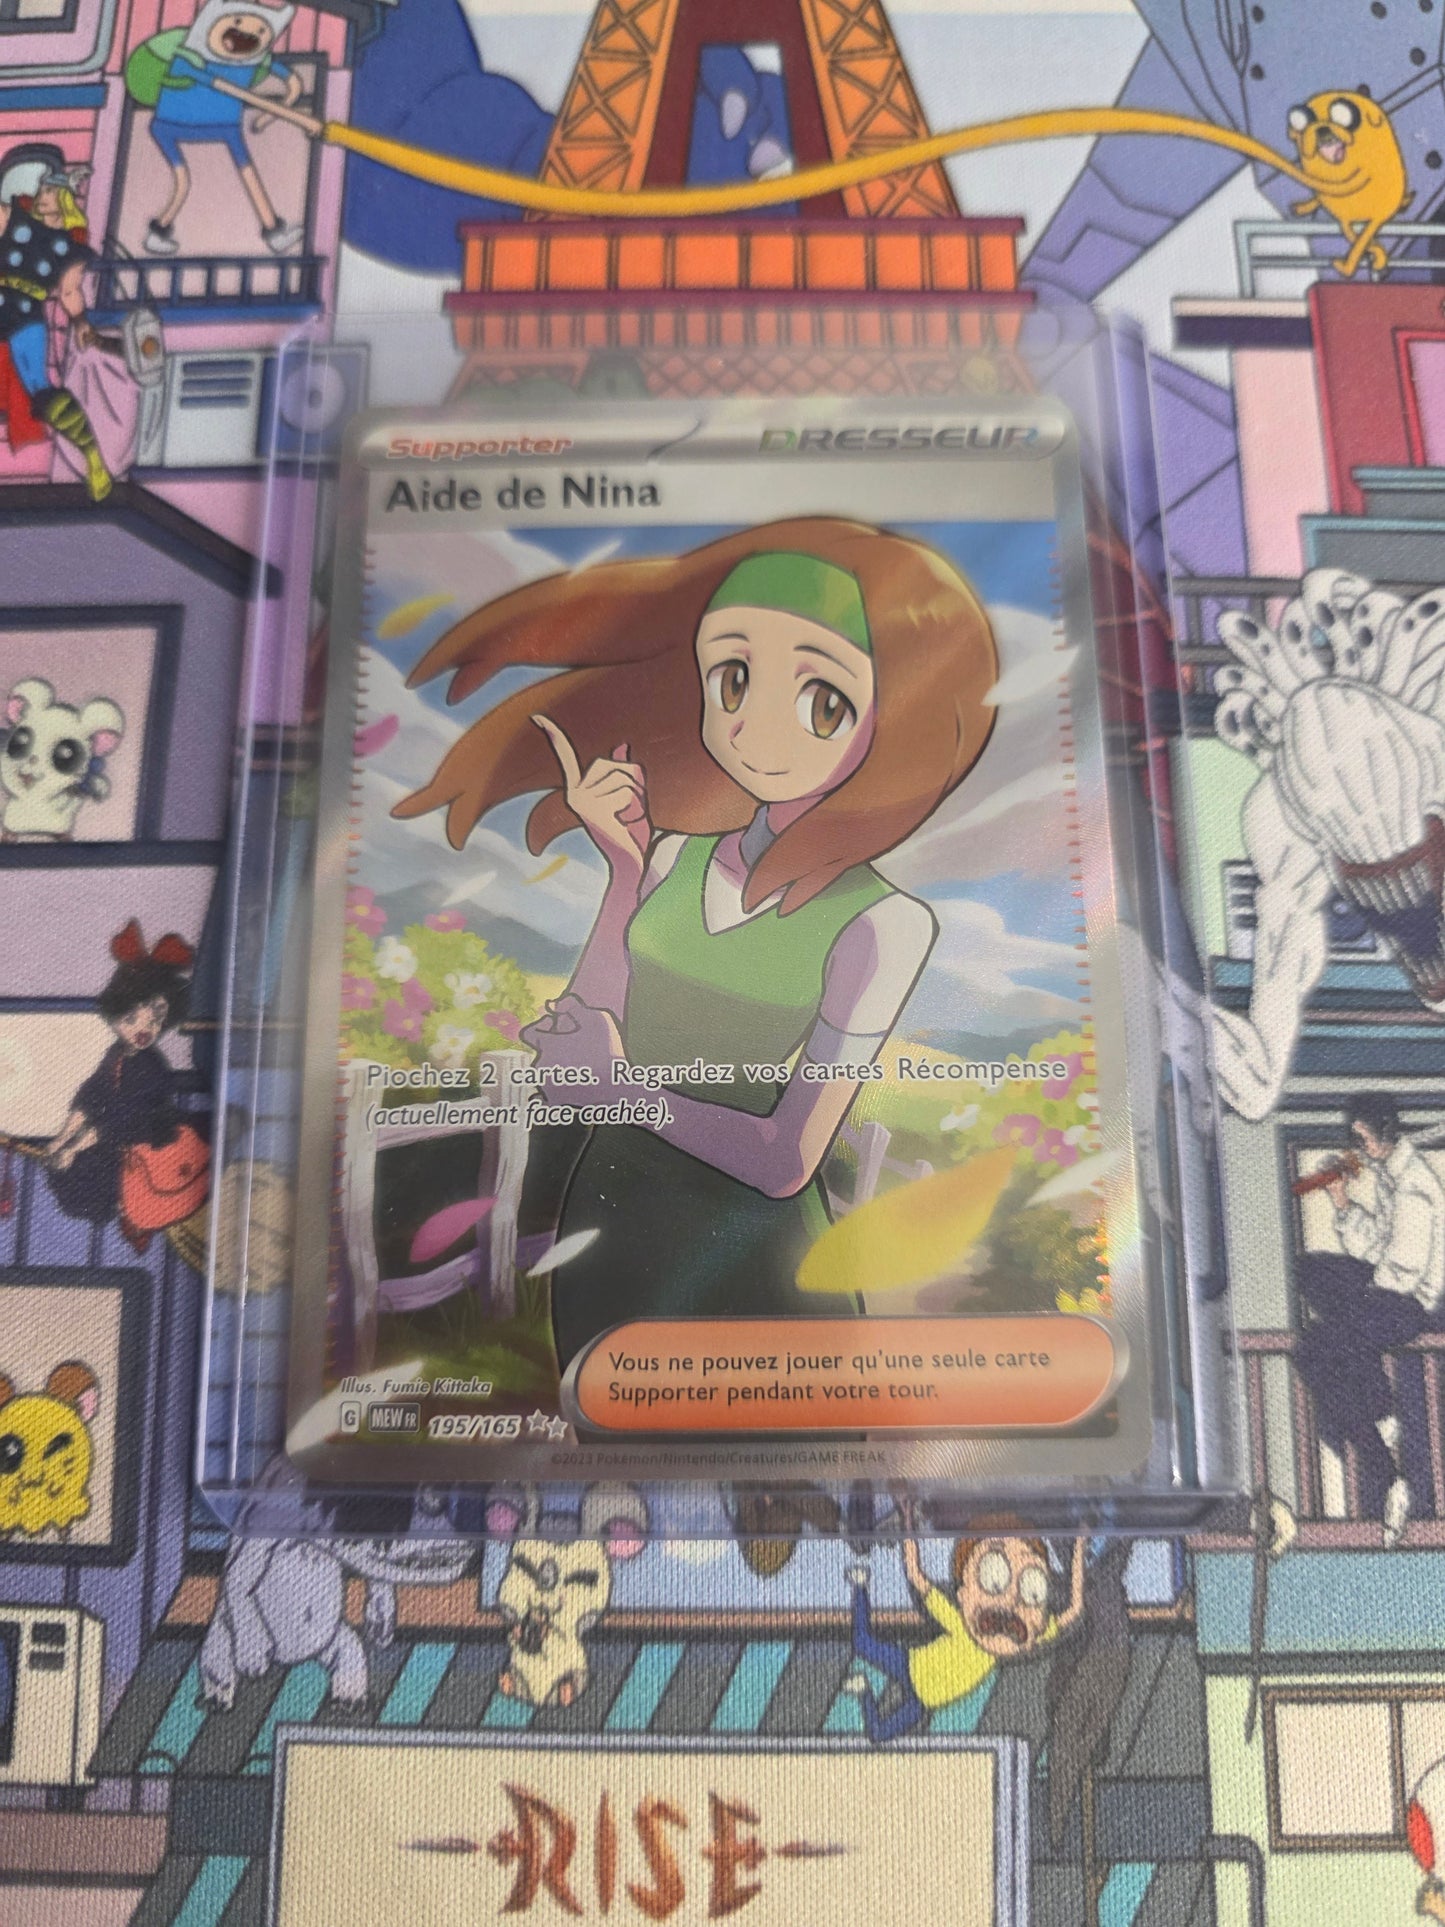 Supporter DRESSEUR
Aide de Nina
Piochez 2 cartes. Regardez vos cartes Récompense
(actuellement face cachée).
Vous ne pouvez jouer qu'une seule carte
Supporter pendant votre tour.
Illus. Fumie Kittaka
G MEW FR 195/165
©2023 Pokémon/Nintendo/Creatures/GAME FREAK
RISE